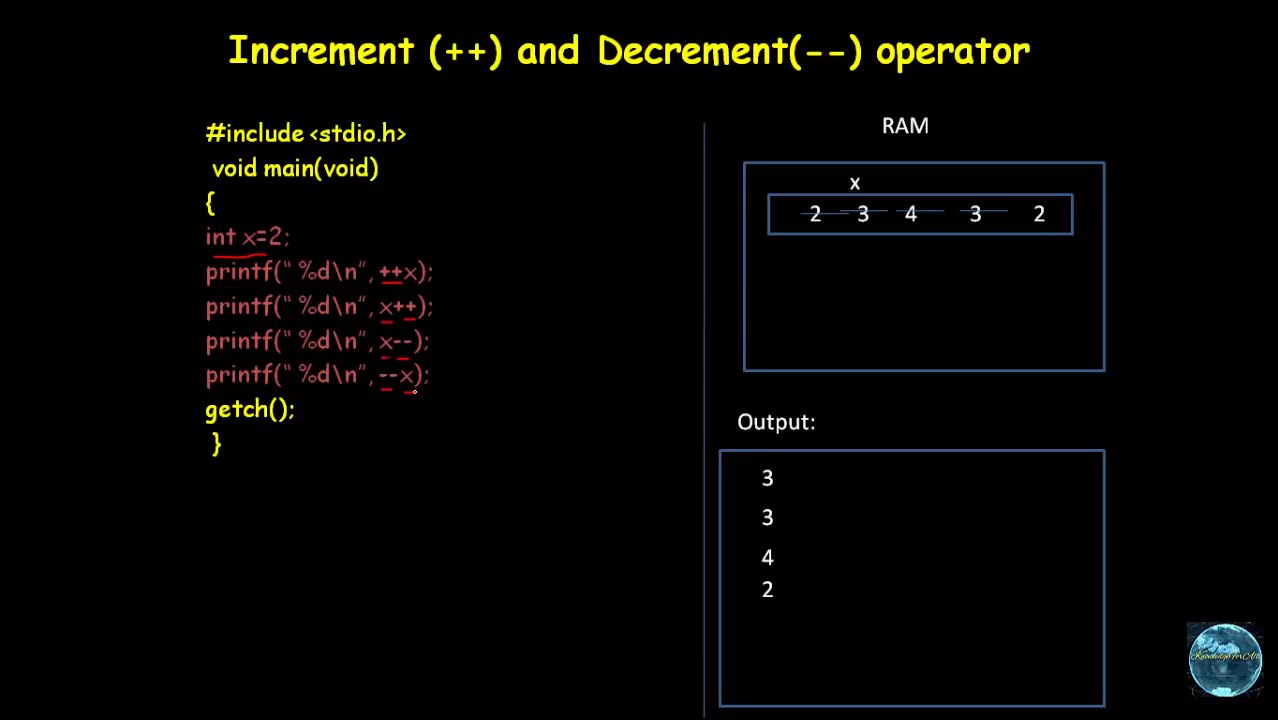 Increment (++) and Decrement(--) operator
#include <stdio.h>
void main(void)
{
int x=2;
printf(“ %d\n”, ++x);
printf(“ %d\n”, x++);
printf(“ %d\n”, x--);
printf(“ %d\n”, --x);
getch();
}
RAM
x
2 3 4 3 2
Output:
3
3
4
2
KnowledgeForAll